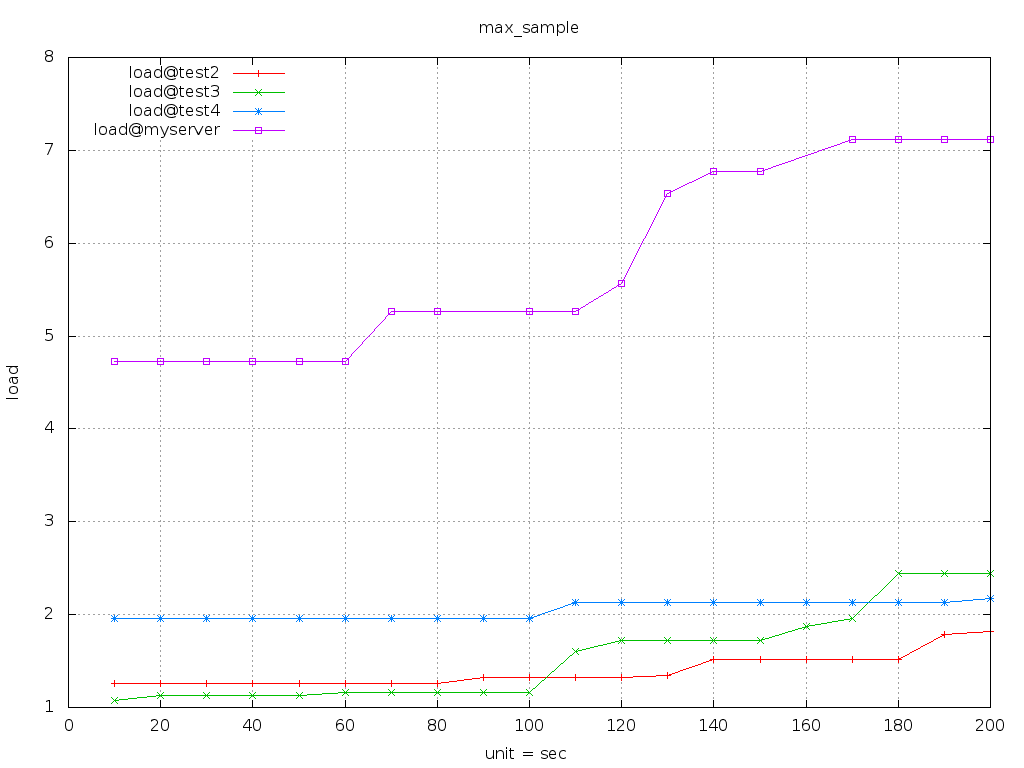 max_sample
load@test2
load@test3
load@test4
load@myserver
8
7
6
5
4
3
2
1
load
0 20 40 60 80 100 120 140 160 180 200
unit = sec